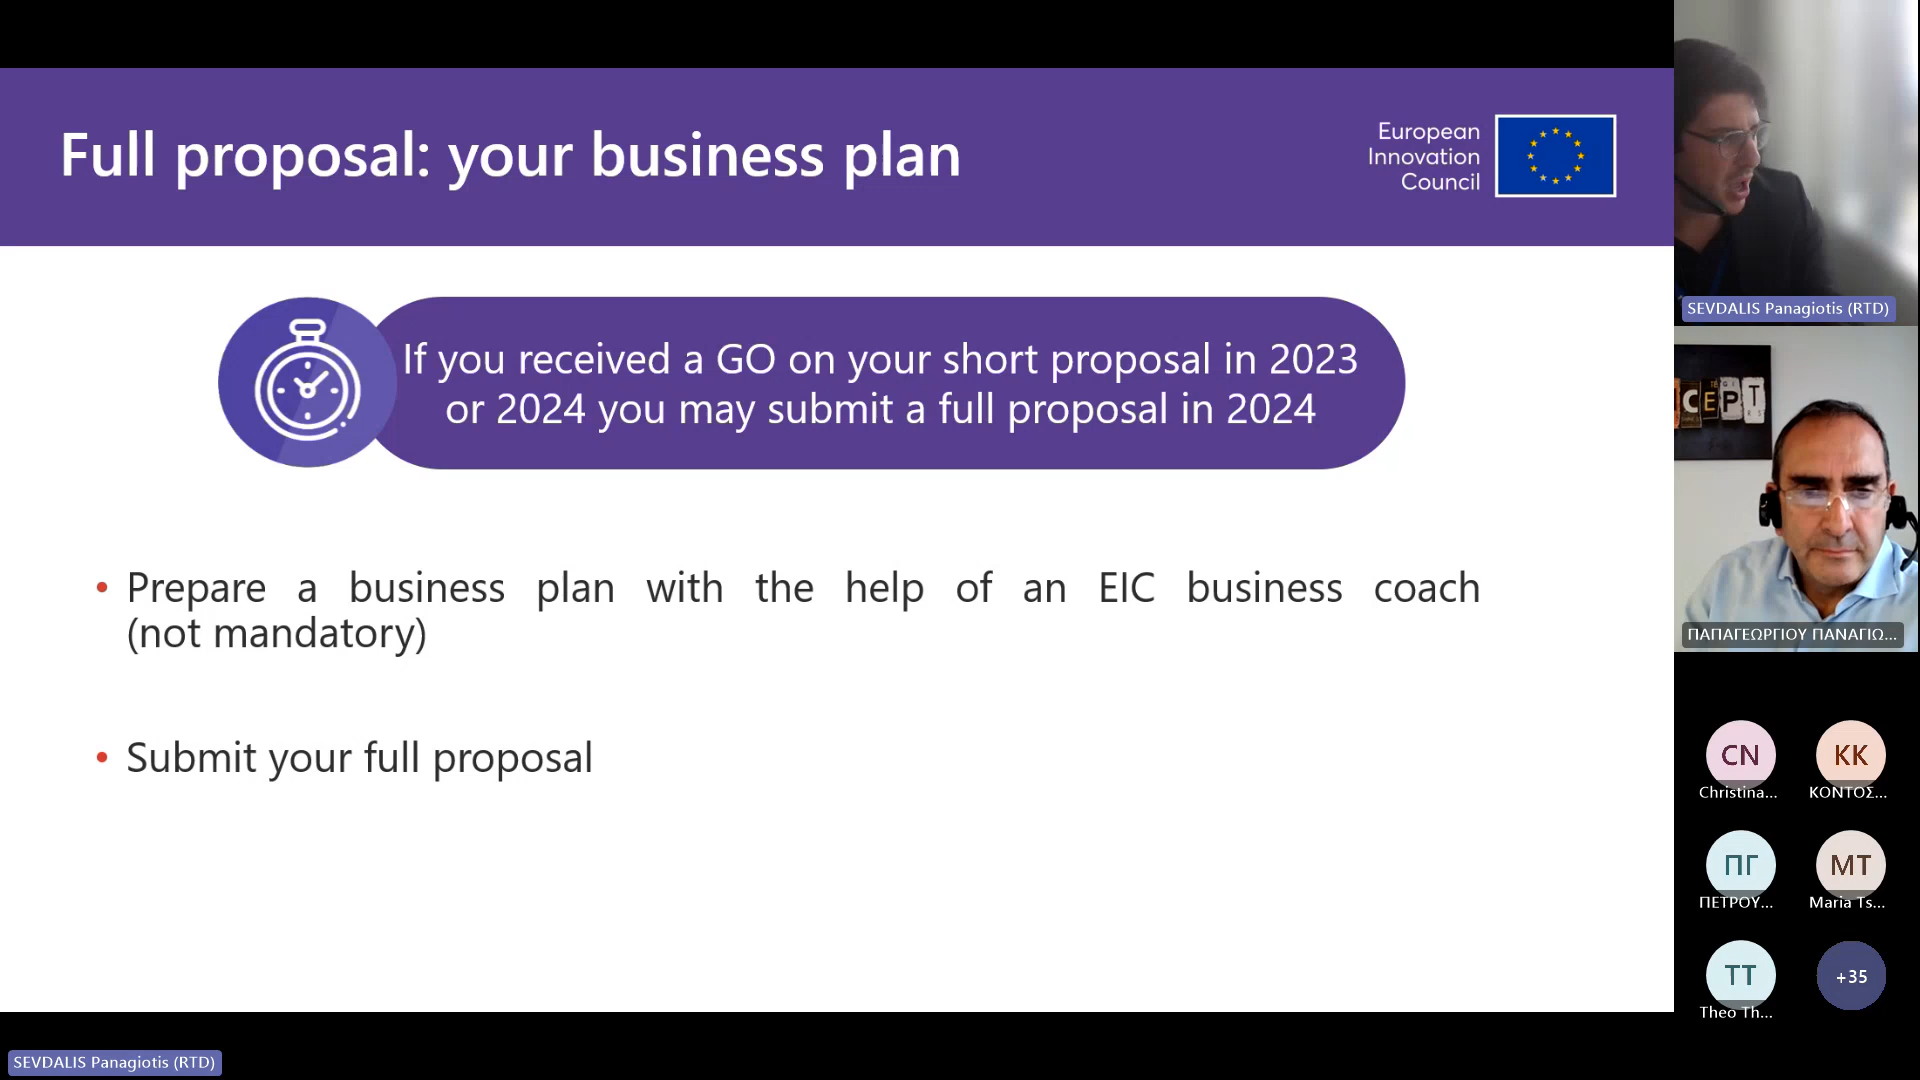 Full proposal: your business plan
European
Innovation
Council
If you received a GO on your short proposal in 2023
or 2024 you may submit a full proposal in 2024
• Prepare a business plan with the help of an EIC business coach
(not mandatory)
• Submit your full proposal
SEVDALIS Panagiotis (RTD)
CEPT
ΠΑΠΑΓΕΩΡΓΙΟΥ ΠΑΝΑΓΙΩ...
CN
KK
Christina...
ΚΟΝΤΟΣ...
ΠΓ
MT
ΠΕΤΡΟΥ...
Maria Ts...
TT
+35
Theo Th...
SEVDALIS Panagiotis (RTD)